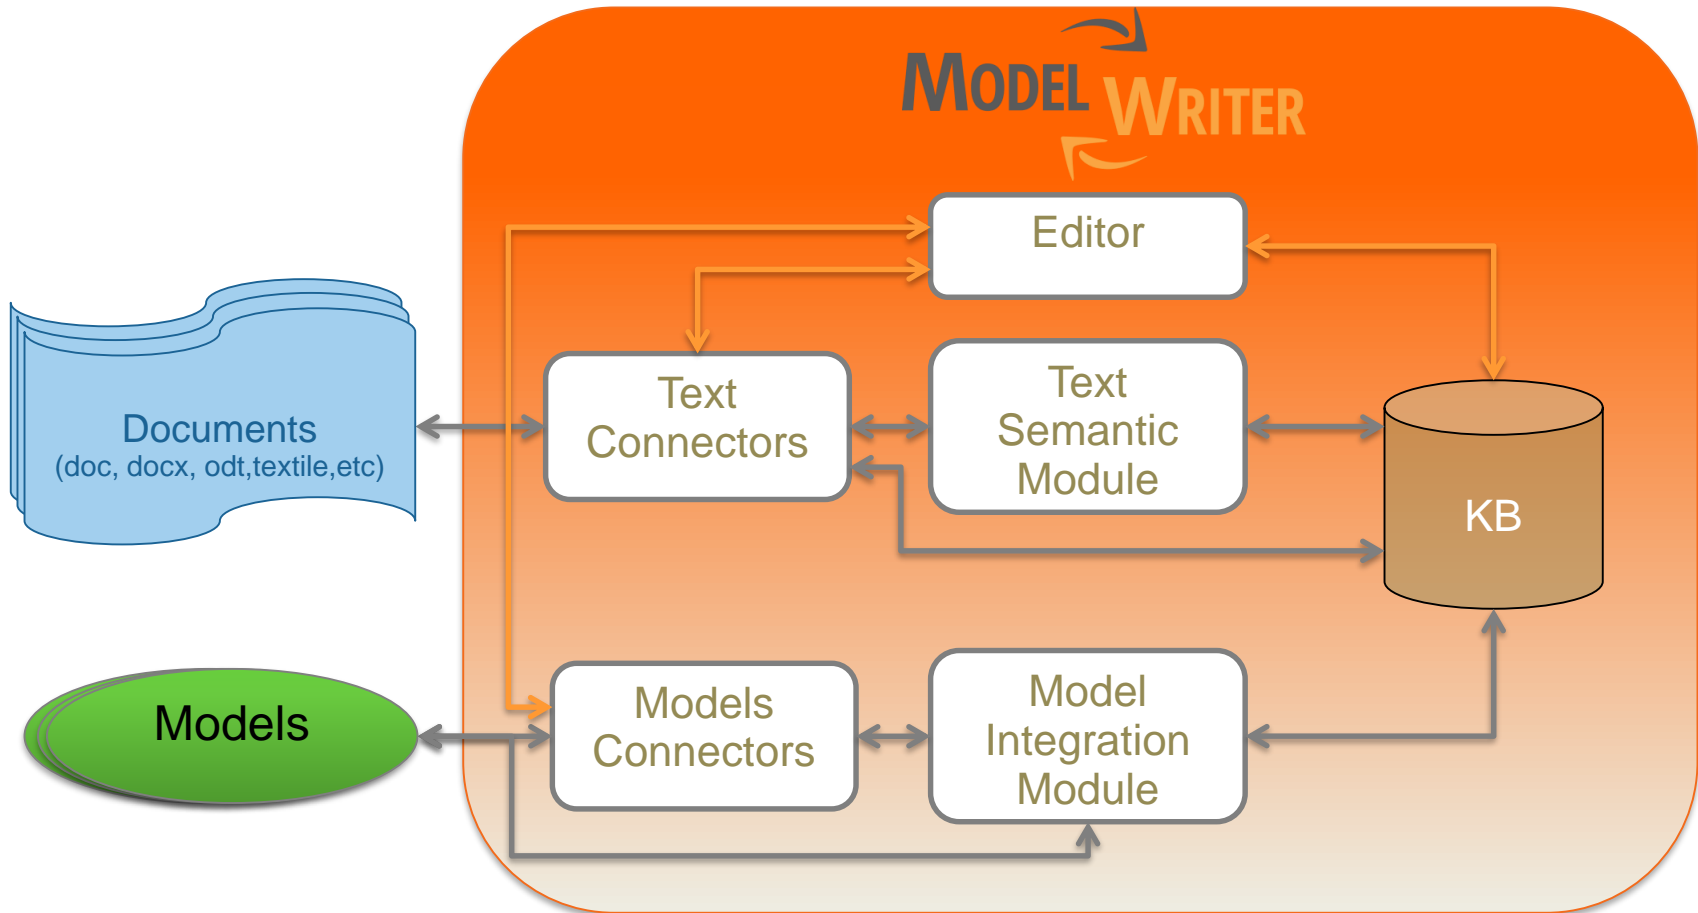 MODEL
WRITER
Editor
Text
Connectors
Text
Semantic
Module
Documents
(doc, docx, odt,textile,etc)
KB
Models
Models
Connectors
Model
Integration
Module